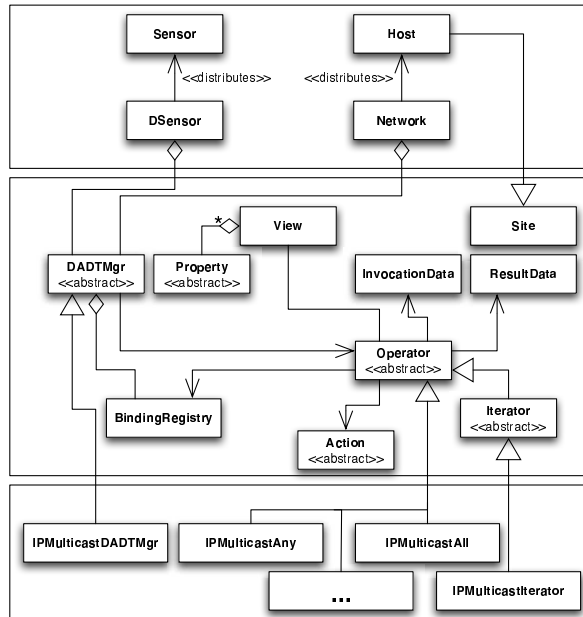 Sensor
Host
<<distributes>>
<<distributes>>
DSensor
Network
*
View
Site
DADTMgr
<<abstract>>
Property
<<abstract>>
InvocationData
ResultData
Operator
<<abstract>>
BindingRegistry
Action
<<abstract>>
Iterator
<<abstract>>
IPMulticastDADTMgr
IPMulticastAny
IPMulticastAll
...
IPMulticastIterator